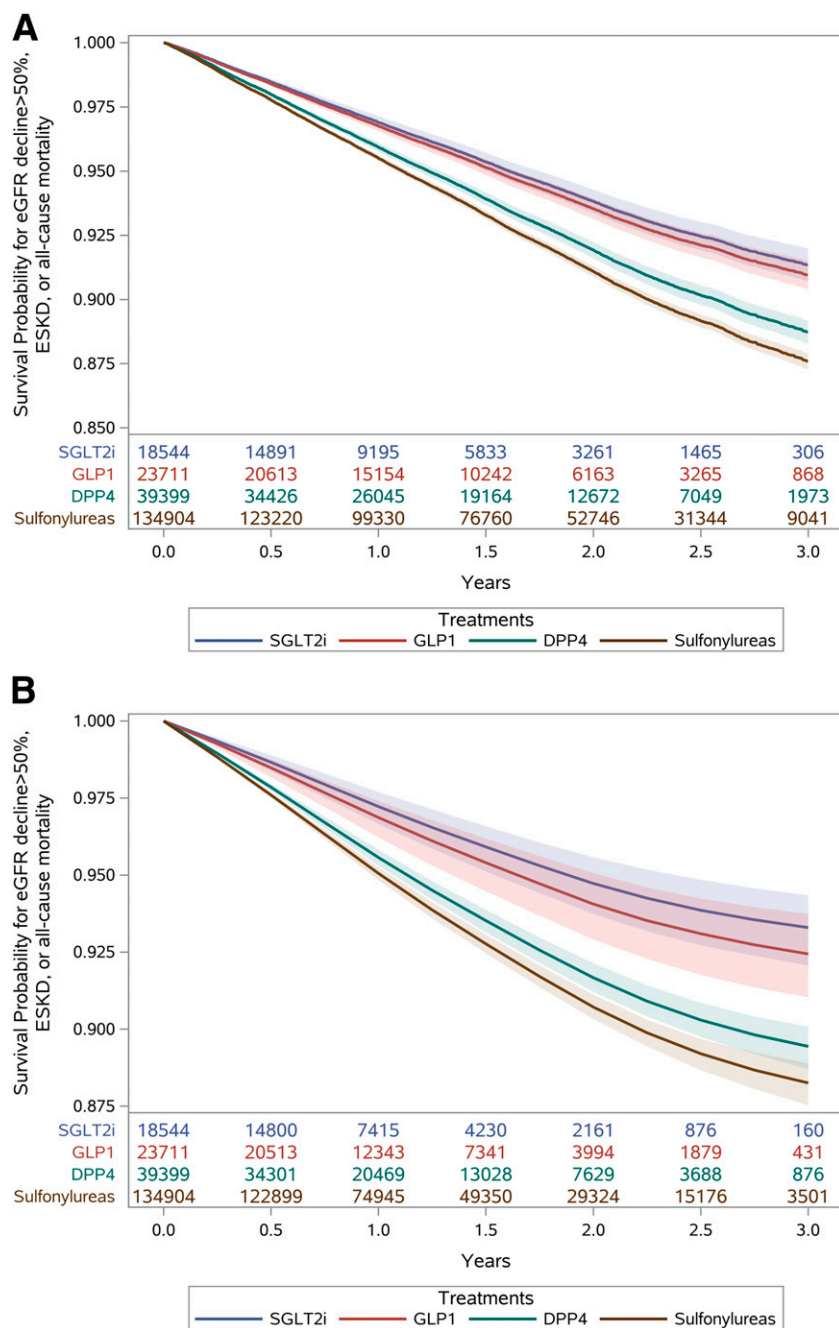 A
Survival Probability for eGFR decline>50%,
ESKD, or all-cause mortality
1.000
0.975
0.950
0.925
0.900
0.875
0.850
SGLT2i 18544 14891 9195 5833 3261 1465 306
GLP1 23711 20613 15154 10242 6163 3265 868
DPP4 39399 34426 26045 19164 12672 7049 1973
Sulfonylureas 134904 123220 99330 76760 52746 31344 9041
0.0 0.5 1.0 1.5 2.0 2.5 3.0
Years
Treatments
SGLT2i GLP1 DPP4 Sulfonylureas
B
Survival Probability for eGFR decline>50%,
ESKD, or all-cause mortality
1.000
0.975
0.950
0.925
0.900
0.875
SGLT2i 18544 14800 7415 4230 2161 876 160
GLP1 23711 20513 12343 7341 3994 1879 431
DPP4 39399 34301 20469 13028 7629 3688 876
Sulfonylureas 134904 122899 74945 49350 29324 15176 3501
0.0 0.5 1.0 1.5 2.0 2.5 3.0
Years
Treatments
SGLT2i GLP1 DPP4 Sulfonylureas